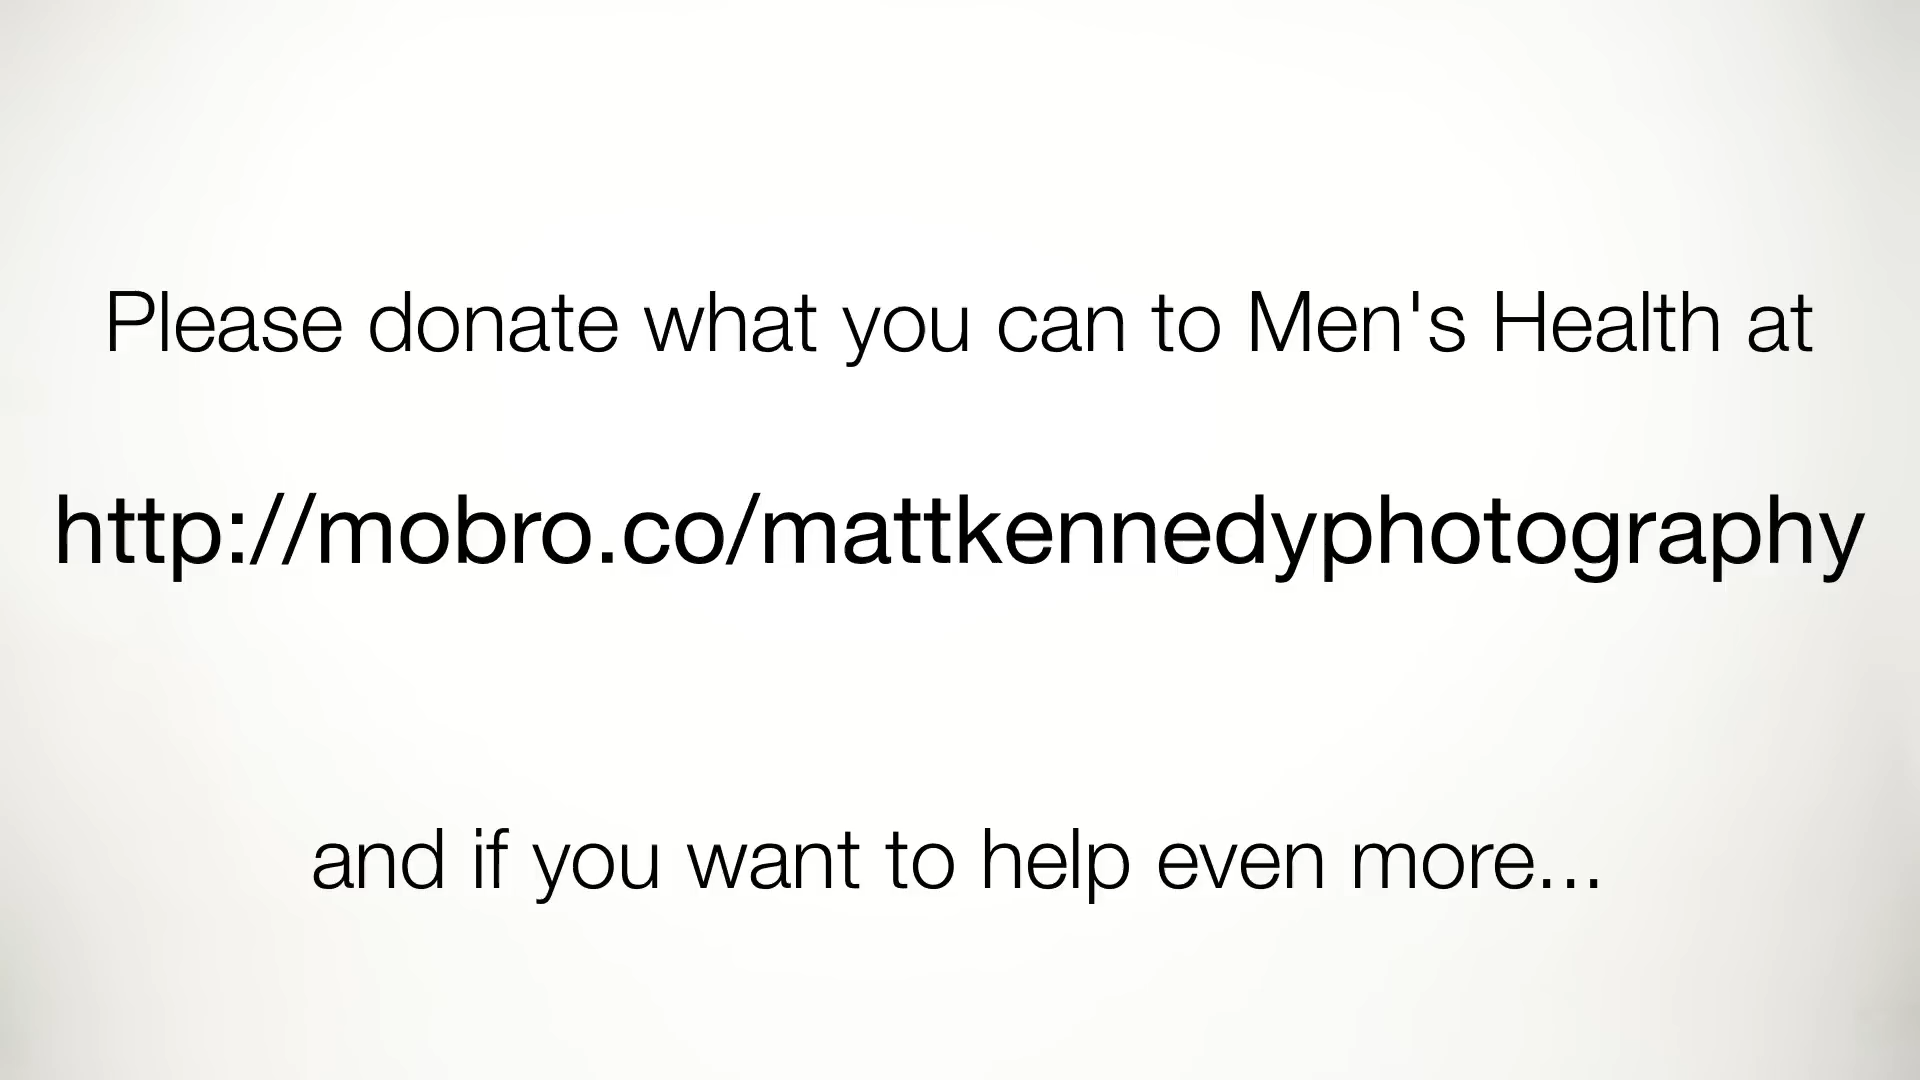 Please donate what you can to Men's Health at
http://mobro.co/mattkennedyphotography
and if you want to help even more...